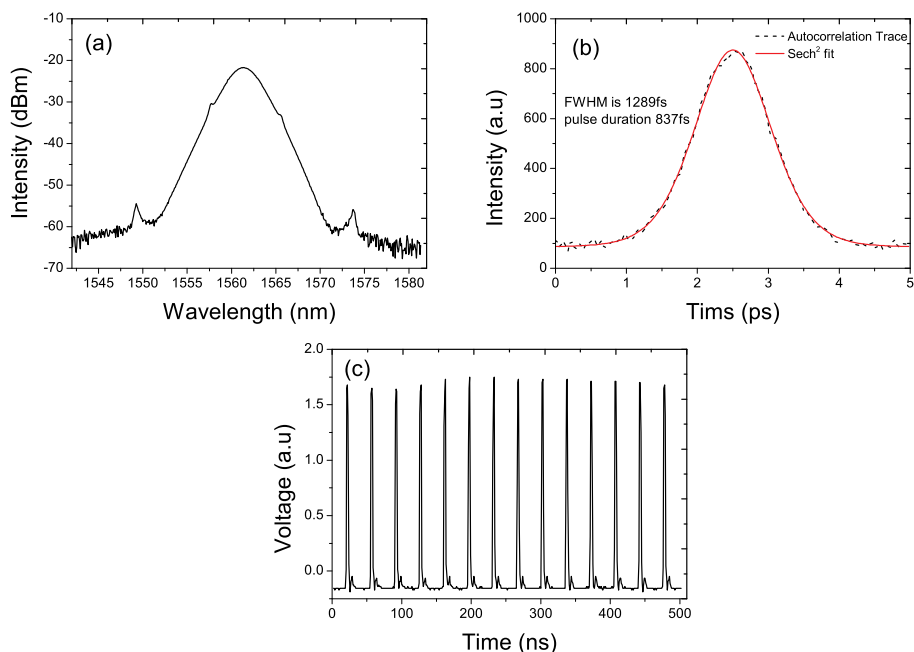 (a)
Intensity (dBm)
-10
-20
-30
-40
-50
-60
-70
1545 1550 1555 1560 1565 1570 1575 1580
Wavelength (nm)
(b)
Autocorrelation Trace
Sech² fit
FWHM is 1289fs
pulse duration 837fs
Intensity (a.u)
1000
800
600
400
200
0
0 1 2 3 4 5
Tims (ps)
(c)
Voltage (a.u)
2.0
1.5
1.0
0.5
0.0
0 100 200 300 400 500
Time (ns)